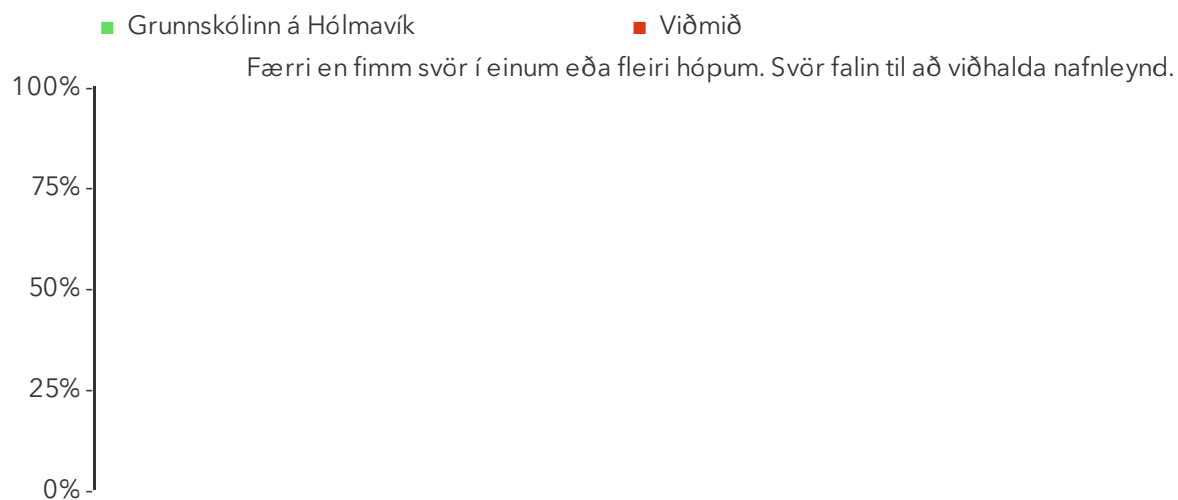 Grunnskólinn á Hólmavík Viðmið
Færri en fimm svör í einum eða fleiri hópum. Svör falin til að viðhalda nafnleynd.
100%
75%
50%
25%
0%